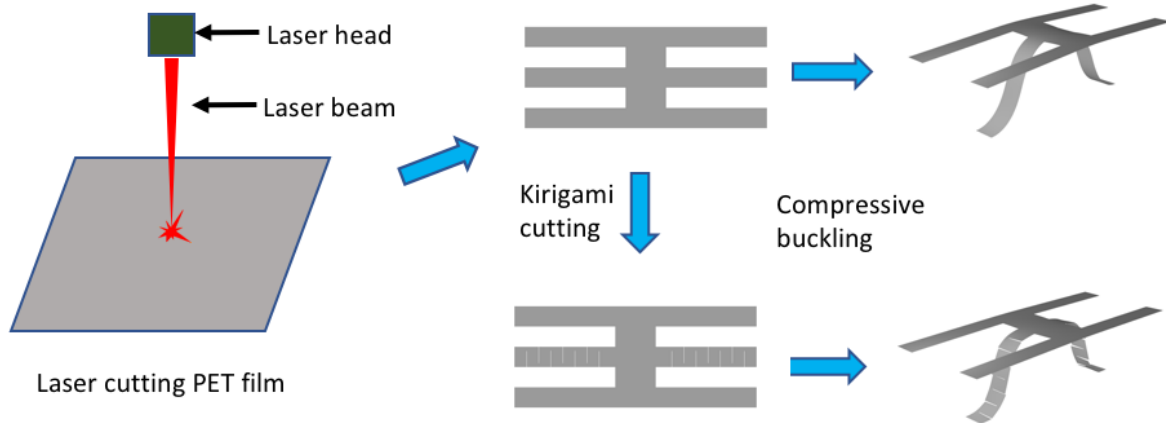 Laser head
Laser beam
Laser cutting PET film
Kirigami
cutting
Compressive
buckling